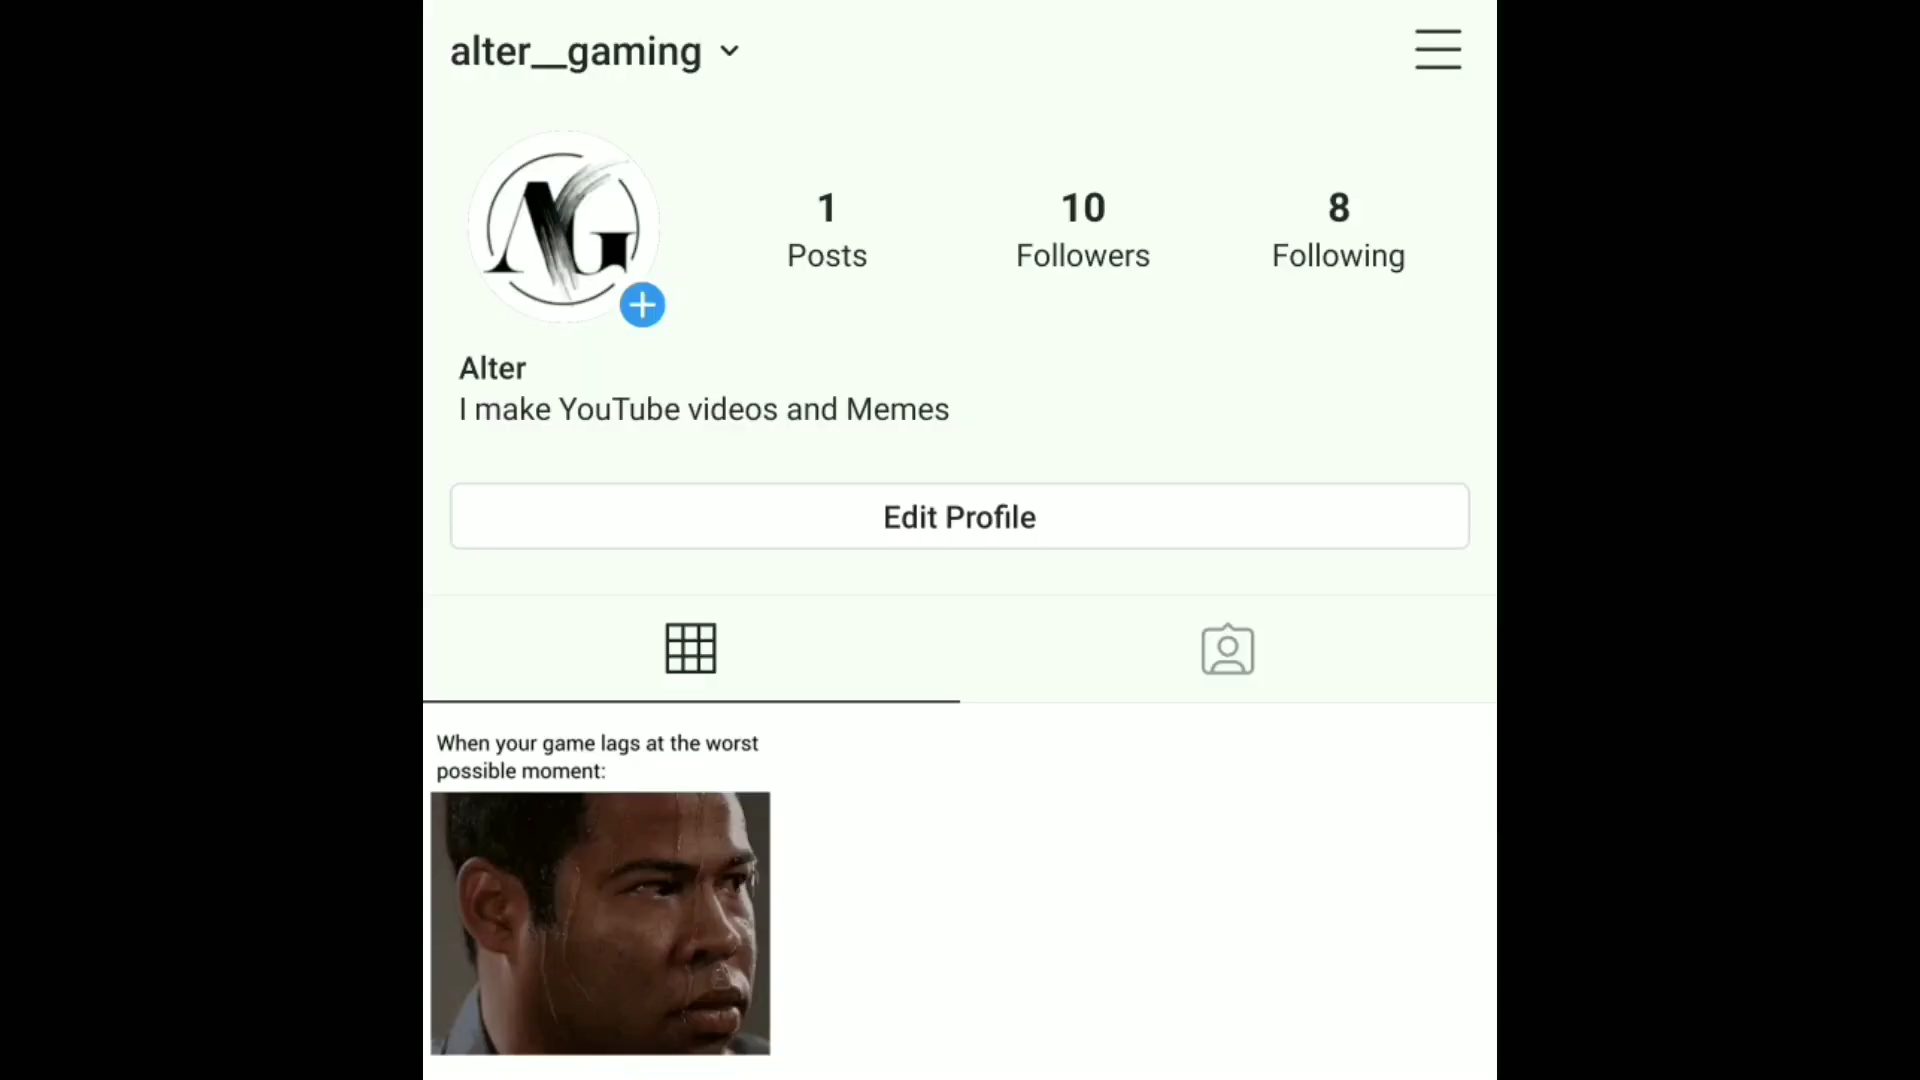 alter__gaming
AG
1
Posts
10
Followers
8
Following
Alter
I make YouTube videos and Memes
Edit Profile
When your game lags at the worst
possible moment: